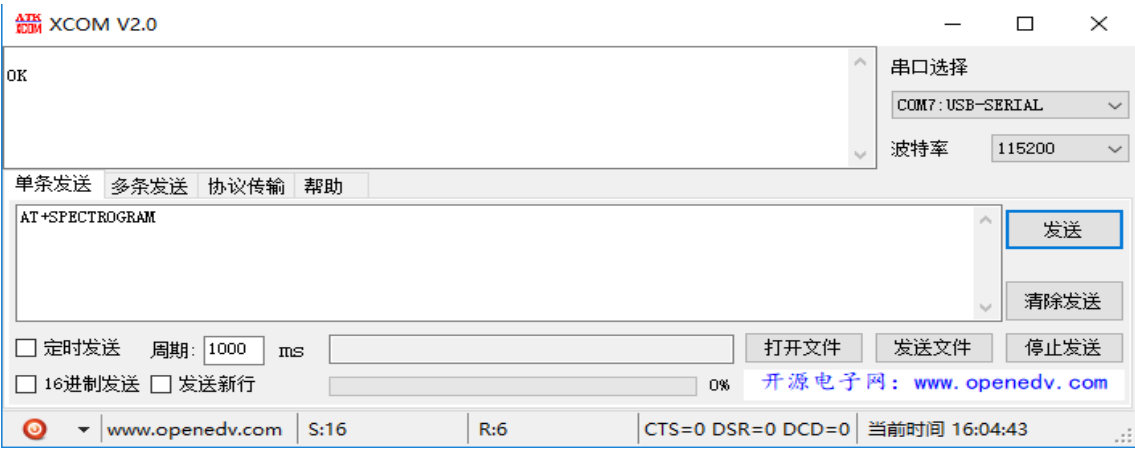 ATK XCOM XCOM V2.0
OK
串口选择
COM7:USB-SERIAL
波特率 115200
单条发送 多条发送 协议传输 帮助
AT+SPECTROGRAM
发送
清除发送
定时发送 周期: 1000 ms 打开文件 发送文件 停止发送
16进制发送 发送新行 0% 开源电子网: www.openedv.com
www.openedv.com S:16 R:6 CTS=0 DSR=0 DCD=0 当前时间 16:04:43